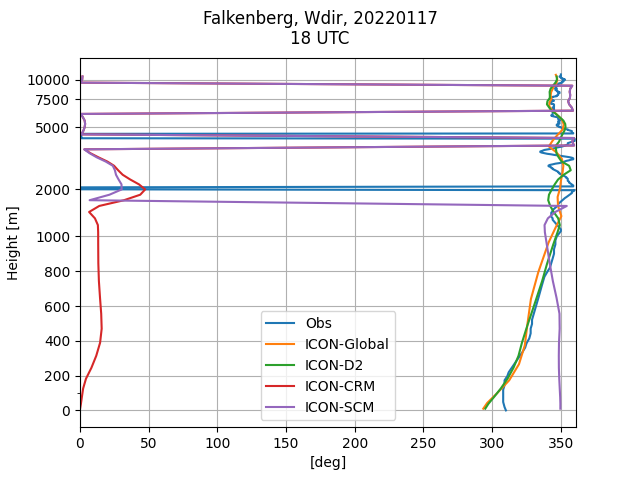 Falkenberg, Wdir, 20220117
18 UTC
10000
7500
5000
2000
1000
800
600
400
200
0
Height [m]
Obs
ICON-Global
ICON-D2
ICON-CRM
ICON-SCM
0 50 100 150 200 250 300 350
[deg]